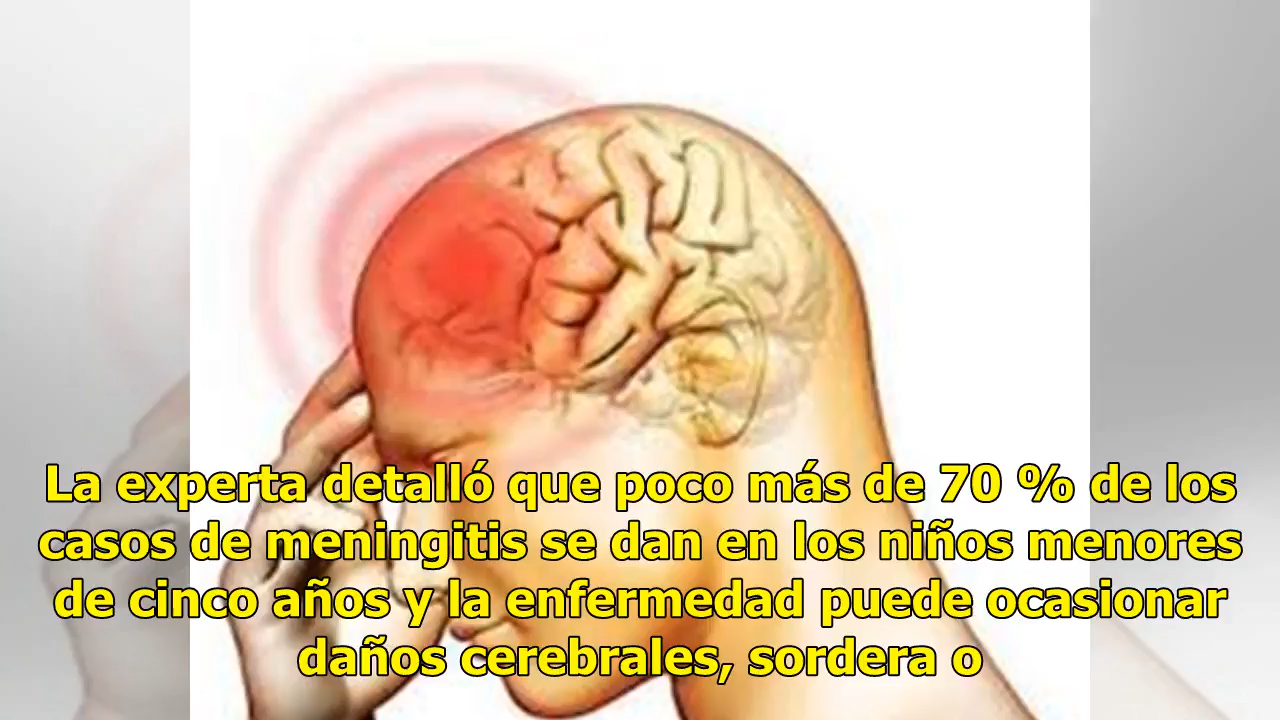 La experta detalló que poco más de 70 % de los
casos de meningitis se dan en los niños menores
de cinco años y la enfermedad puede ocasionar
daños cerebrales, sordera o